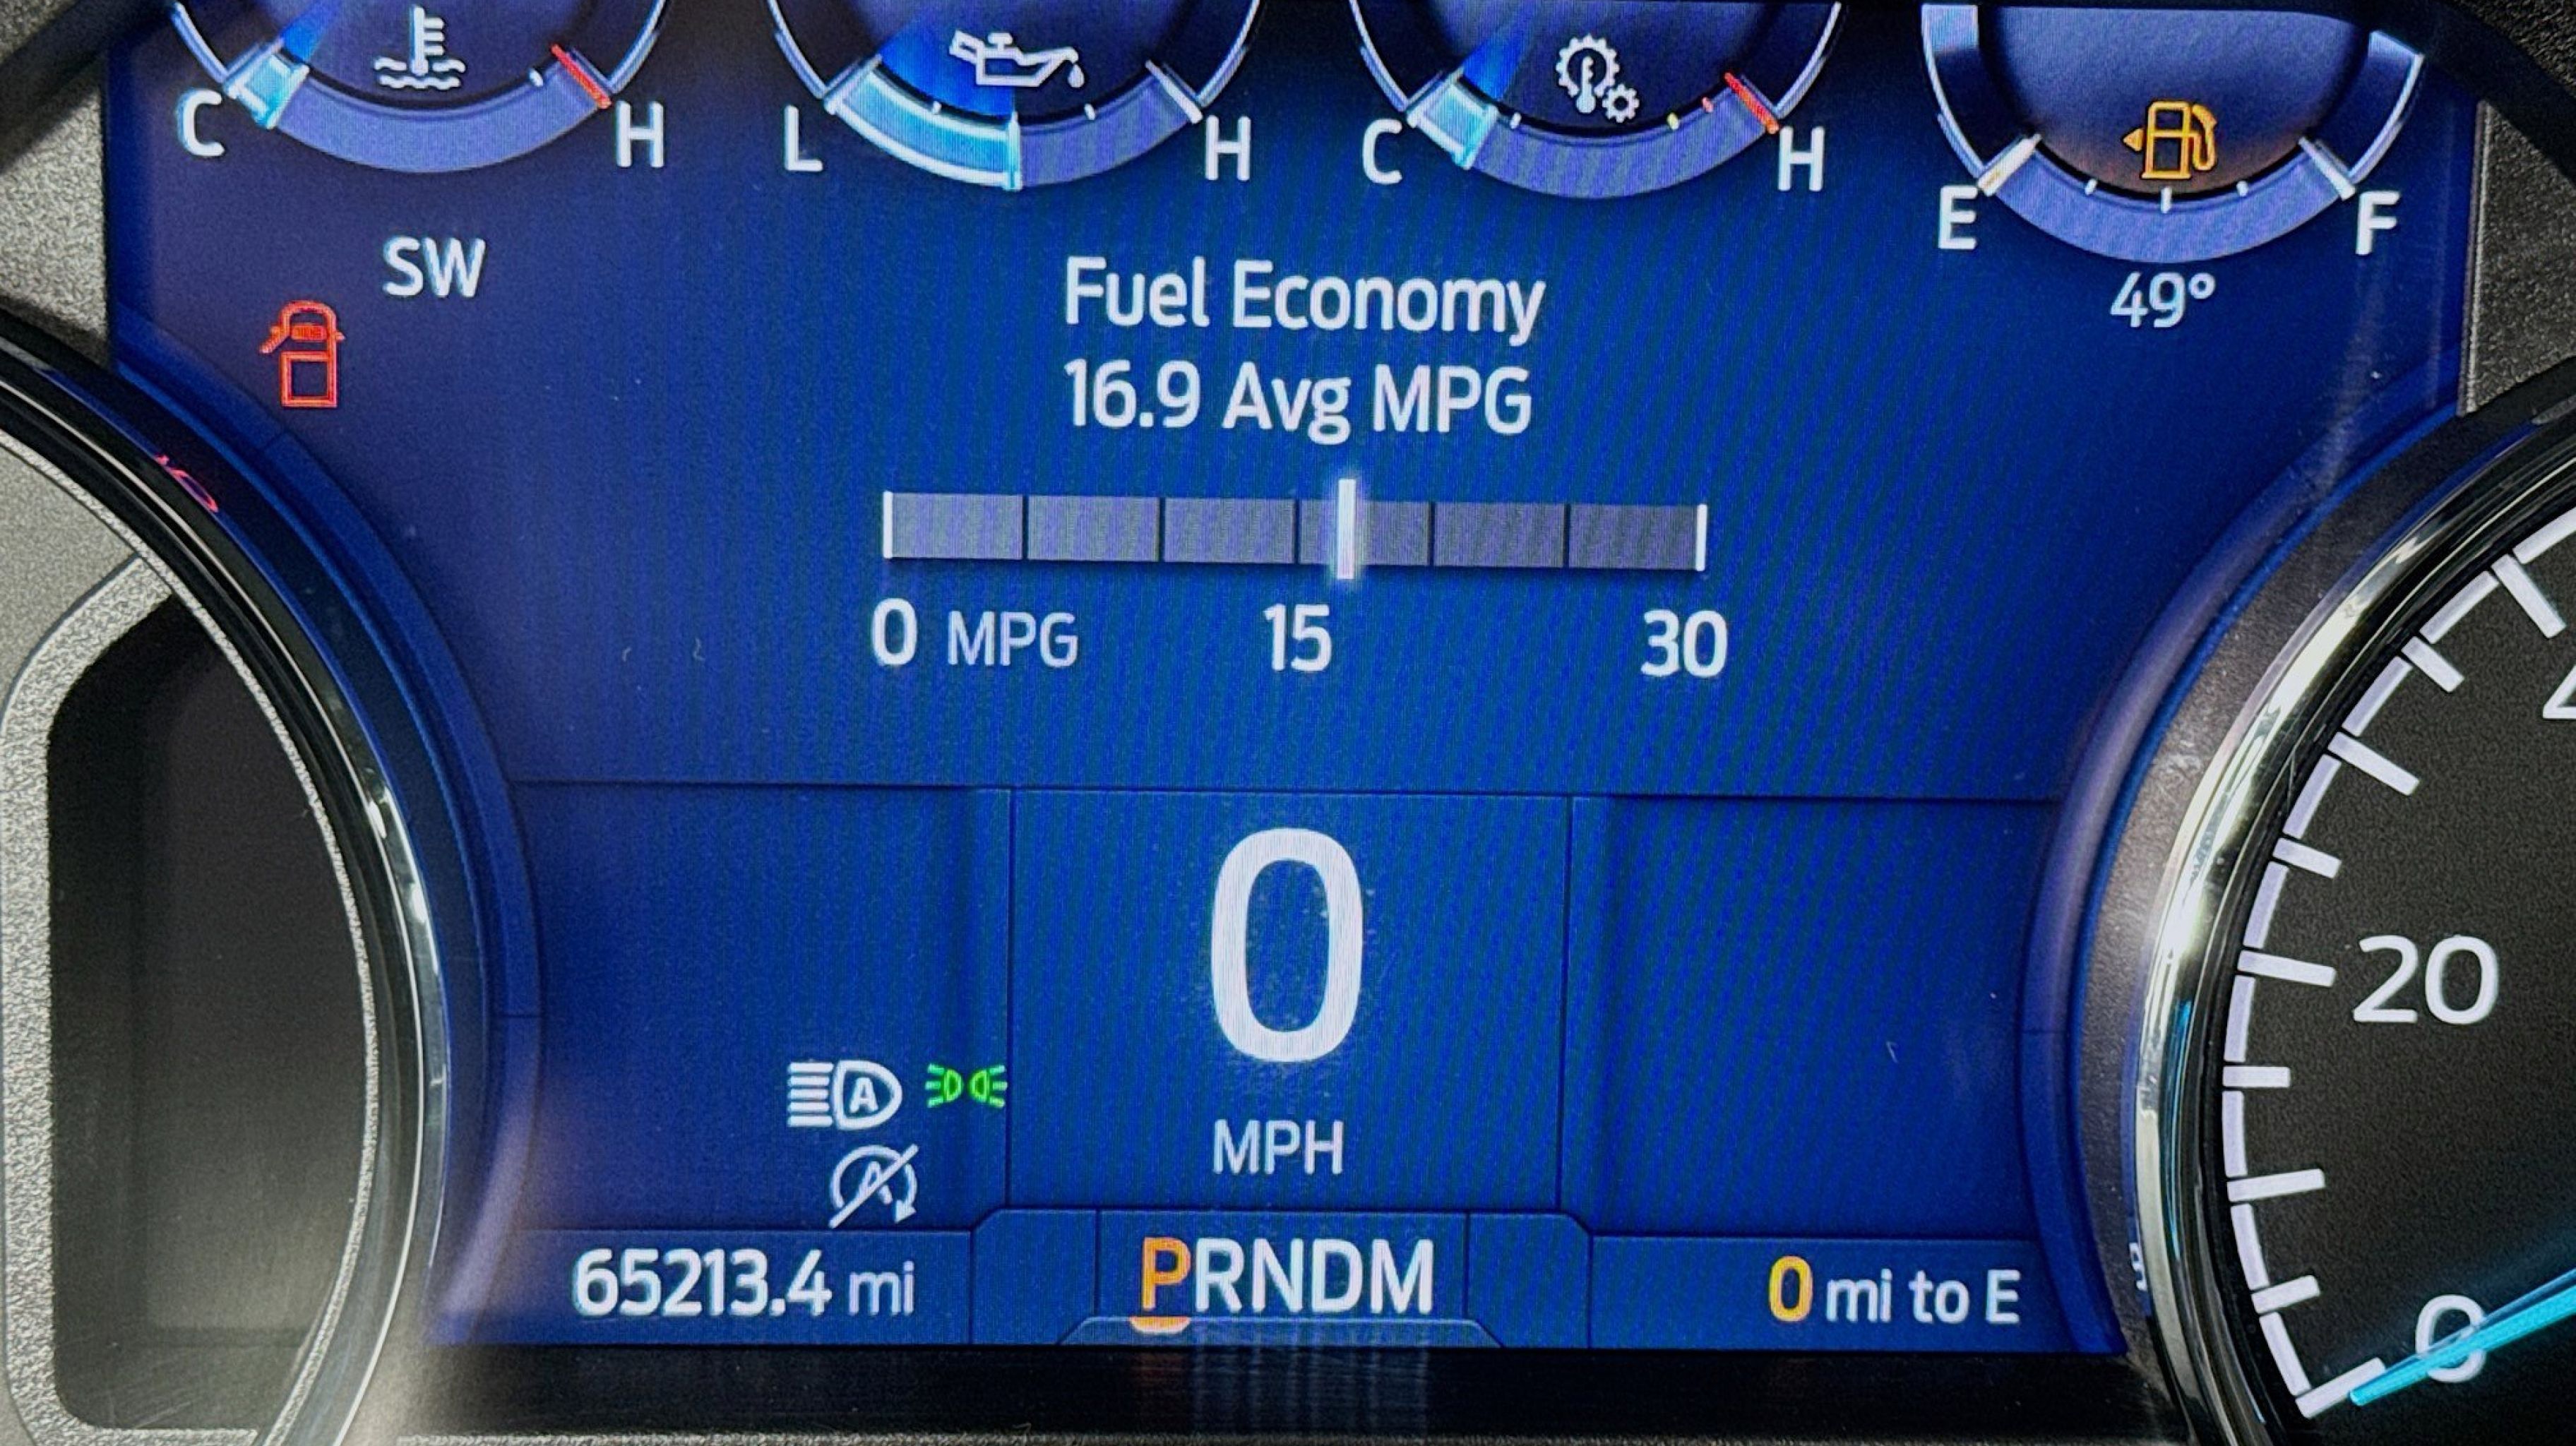 C H L H C H E F
SW
49°
Fuel Economy
16.9 Avg MPG
0 MPG 15 30
0
MPH
20
A
A
65213.4 mi PRNDM 0 mi to E
0